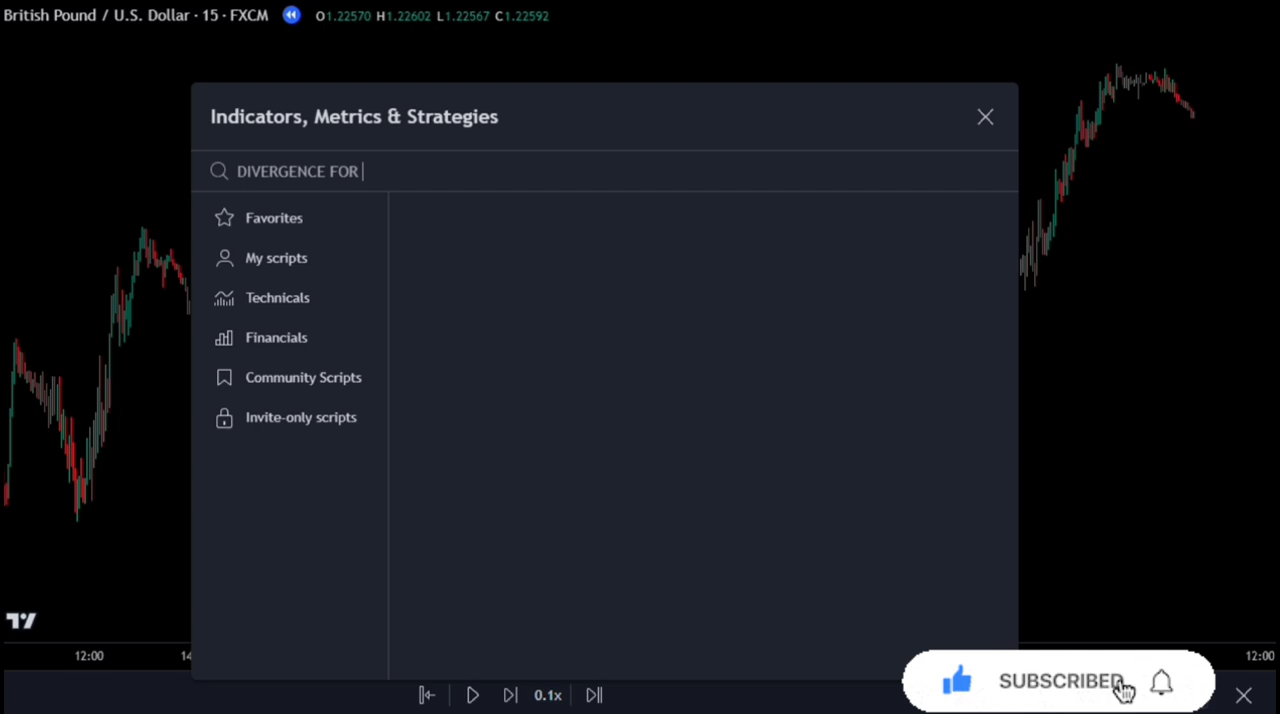 British Pound / U.S. Dollar · 15 · FXCM O1.22570 H1.22602 L1.22567 C1.22592
Indicators, Metrics & Strategies
DIVERGENCE FOR
Favorites
My scripts
Technicals
Financials
Community Scripts
Invite-only scripts
12:00 14 12:00
0.1x
SUBSCRIBED